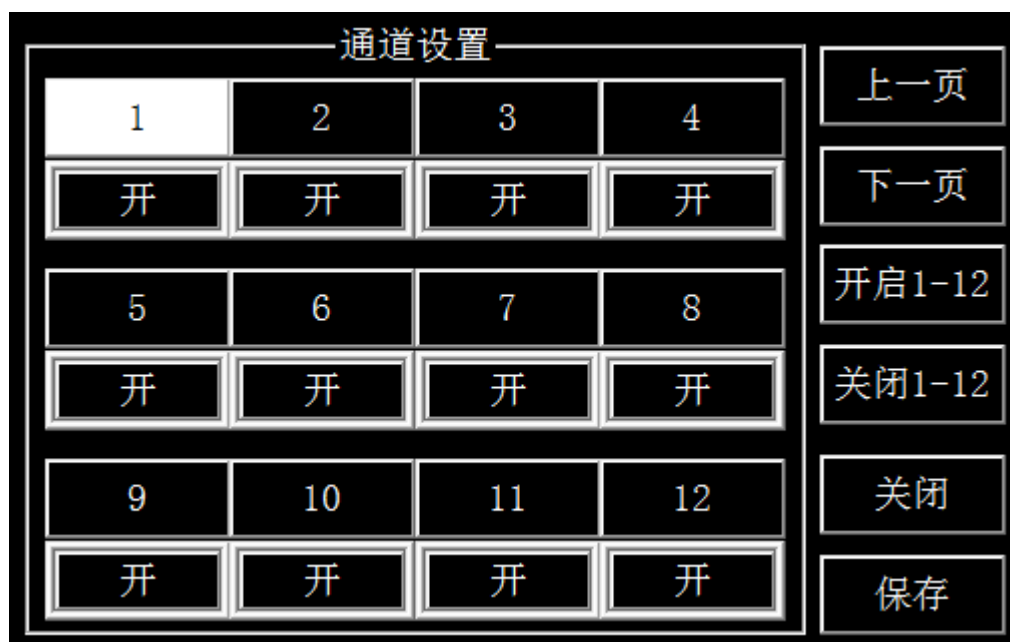 通道设置
1 2 3 4
开 开 开 开
5 6 7 8
开 开 开 开
9 10 11 12
开 开 开 开
上一页
下一页
开启1-12
关闭1-12
关闭
保存